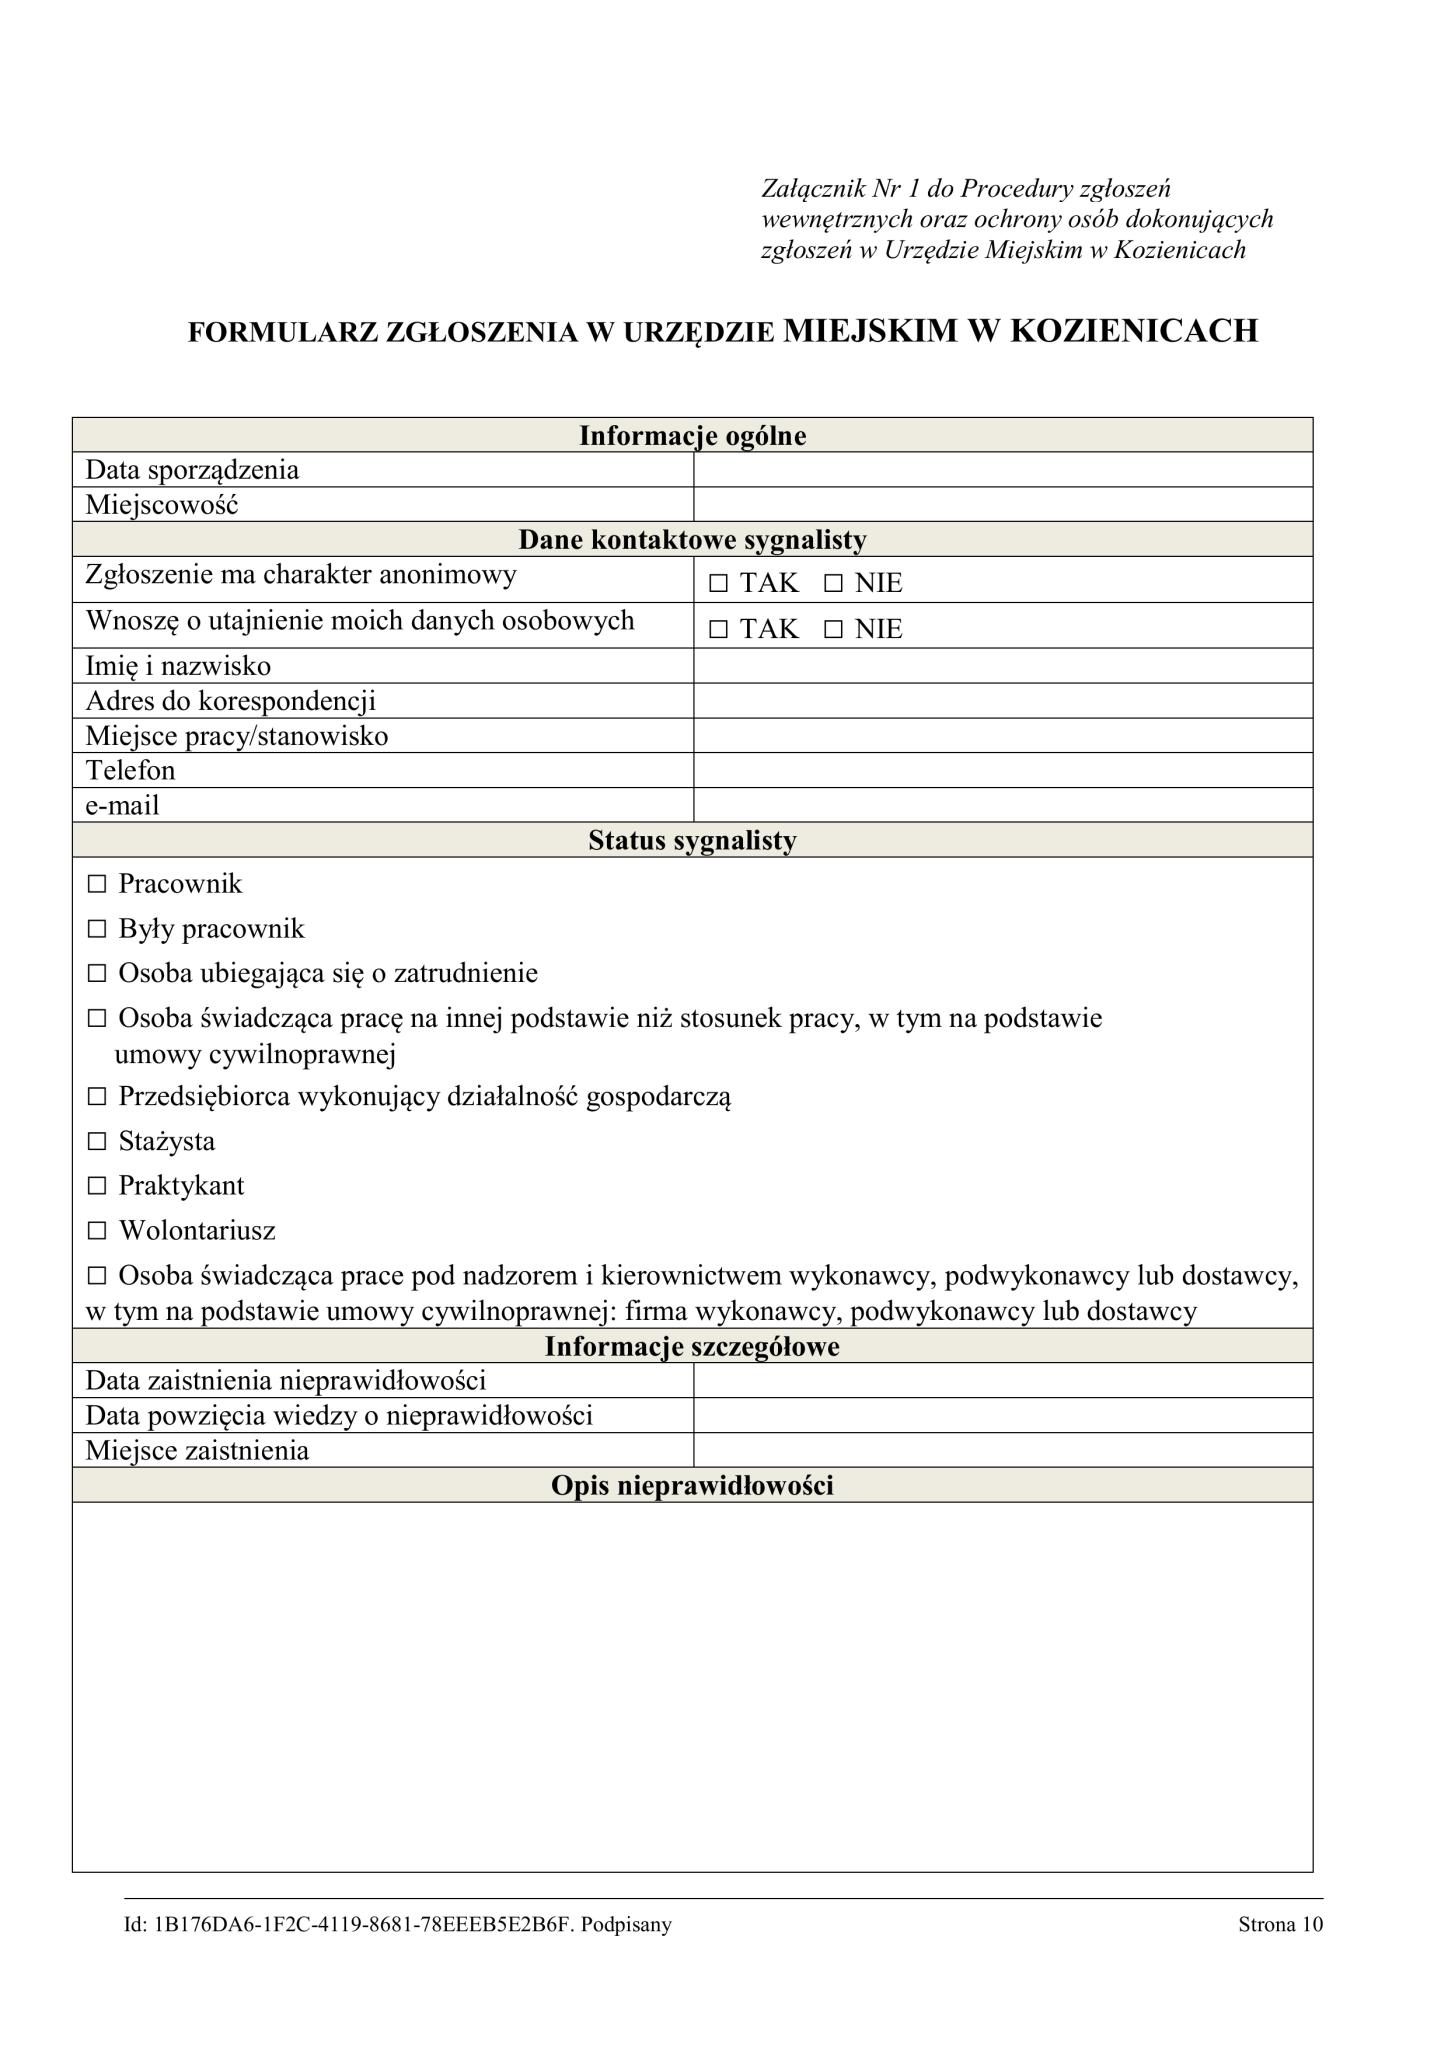 Załącznik Nr 1 do Procedury zgłoszeń
wewnętrznych oraz ochrony osób dokonujących
zgłoszeń w Urzędzie Miejskim w Kozienicach
FORMULARZ ZGŁOSZENIA W URZĘDZIE MIEJSKIM W KOZIENICACH
Informacje ogólne
Data sporządzenia
Miejscowość
Dane kontaktowe sygnalisty
Zgłoszenie ma charakter anonimowy
☐ TAK ☐ NIE
Wnoszę o utajnienie moich danych osobowych
☐ TAK ☐ NIE
Imię i nazwisko
Adres do korespondencji
Miejsce pracy/stanowisko
Telefon
e-mail
Status sygnalisty
☐ Pracownik
☐ Były pracownik
☐ Osoba ubiegająca się o zatrudnienie
☐ Osoba świadcząca pracę na innej podstawie niż stosunek pracy, w tym na podstawie
umowy cywilnoprawnej
☐ Przedsiębiorca wykonujący działalność gospodarczą
☐ Stażysta
☐ Praktykant
☐ Wolontariusz
☐ Osoba świadcząca prace pod nadzorem i kierownictwem wykonawcy, podwykonawcy lub dostawcy,
w tym na podstawie umowy cywilnoprawnej: firma wykonawcy, podwykonawcy lub dostawcy
Informacje szczegółowe
Data zaistnienia nieprawidłowości
Data powzięcia wiedzy o nieprawidłowości
Miejsce zaistnienia
Opis nieprawidłowości
Id: 1B176DA6-1F2C-4119-8681-78EEEB5E2B6F. Podpisany
Strona 10